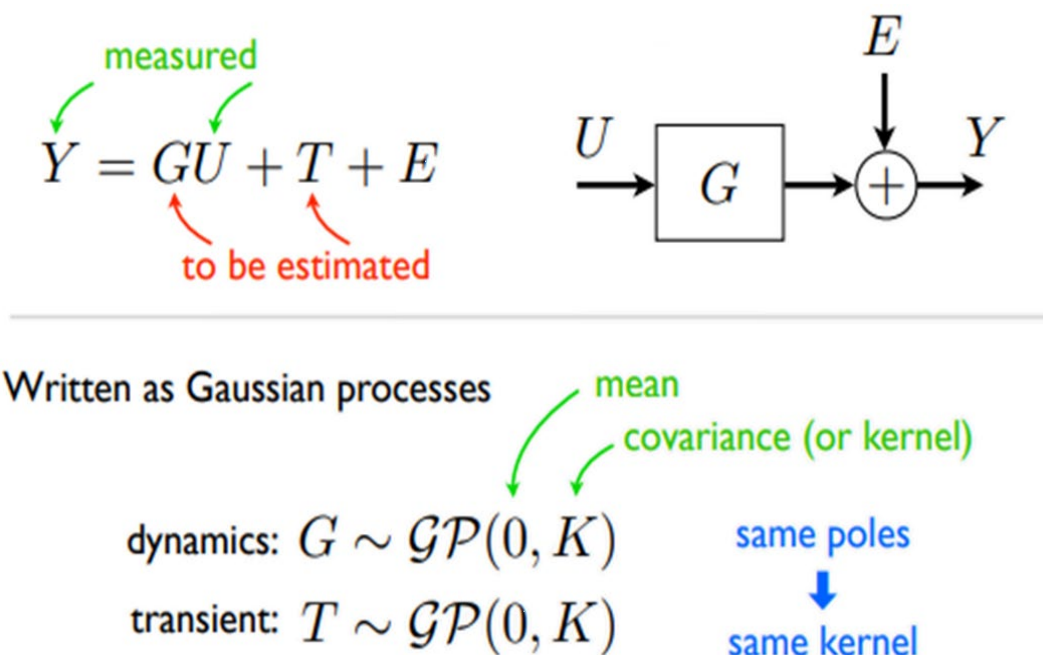 measured
Y = GU + T + E
to be estimated
E
U
G
+
Y
Written as Gaussian processes
mean
covariance (or kernel)
dynamics: G ∼ 𝒢𝒫(0, K)
transient: T ∼ 𝒢𝒫(0, K)
same poles
same kernel